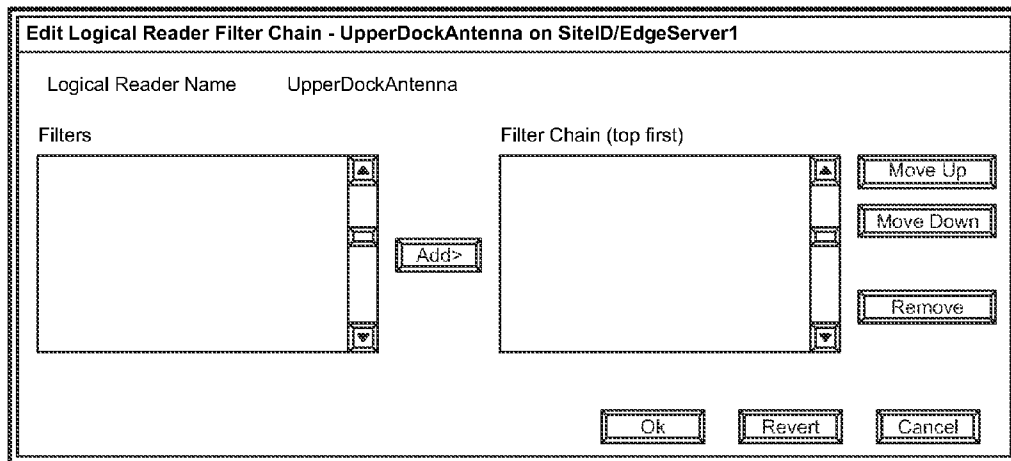 Edit Logical Reader Filter Chain - UpperDockAntenna on SiteID/EdgeServer1
Logical Reader Name UpperDockAntenna
Filters Filter Chain (top first)
Move Up
Move Down
Add>
Remove
Ok Revert Cancel